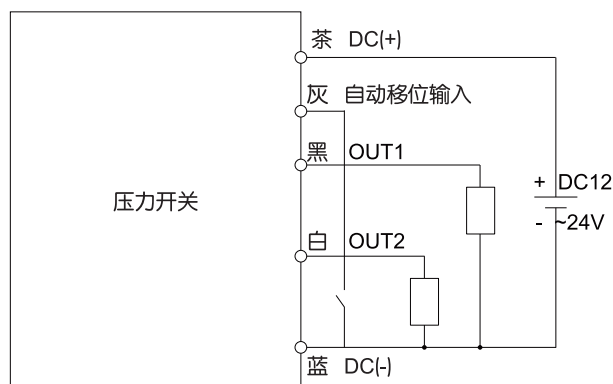 茶 DC(+)
灰 自动移位输入
黑 OUT1
+ DC12
压力开关
- ~24V
白 OUT2
蓝 DC(-)